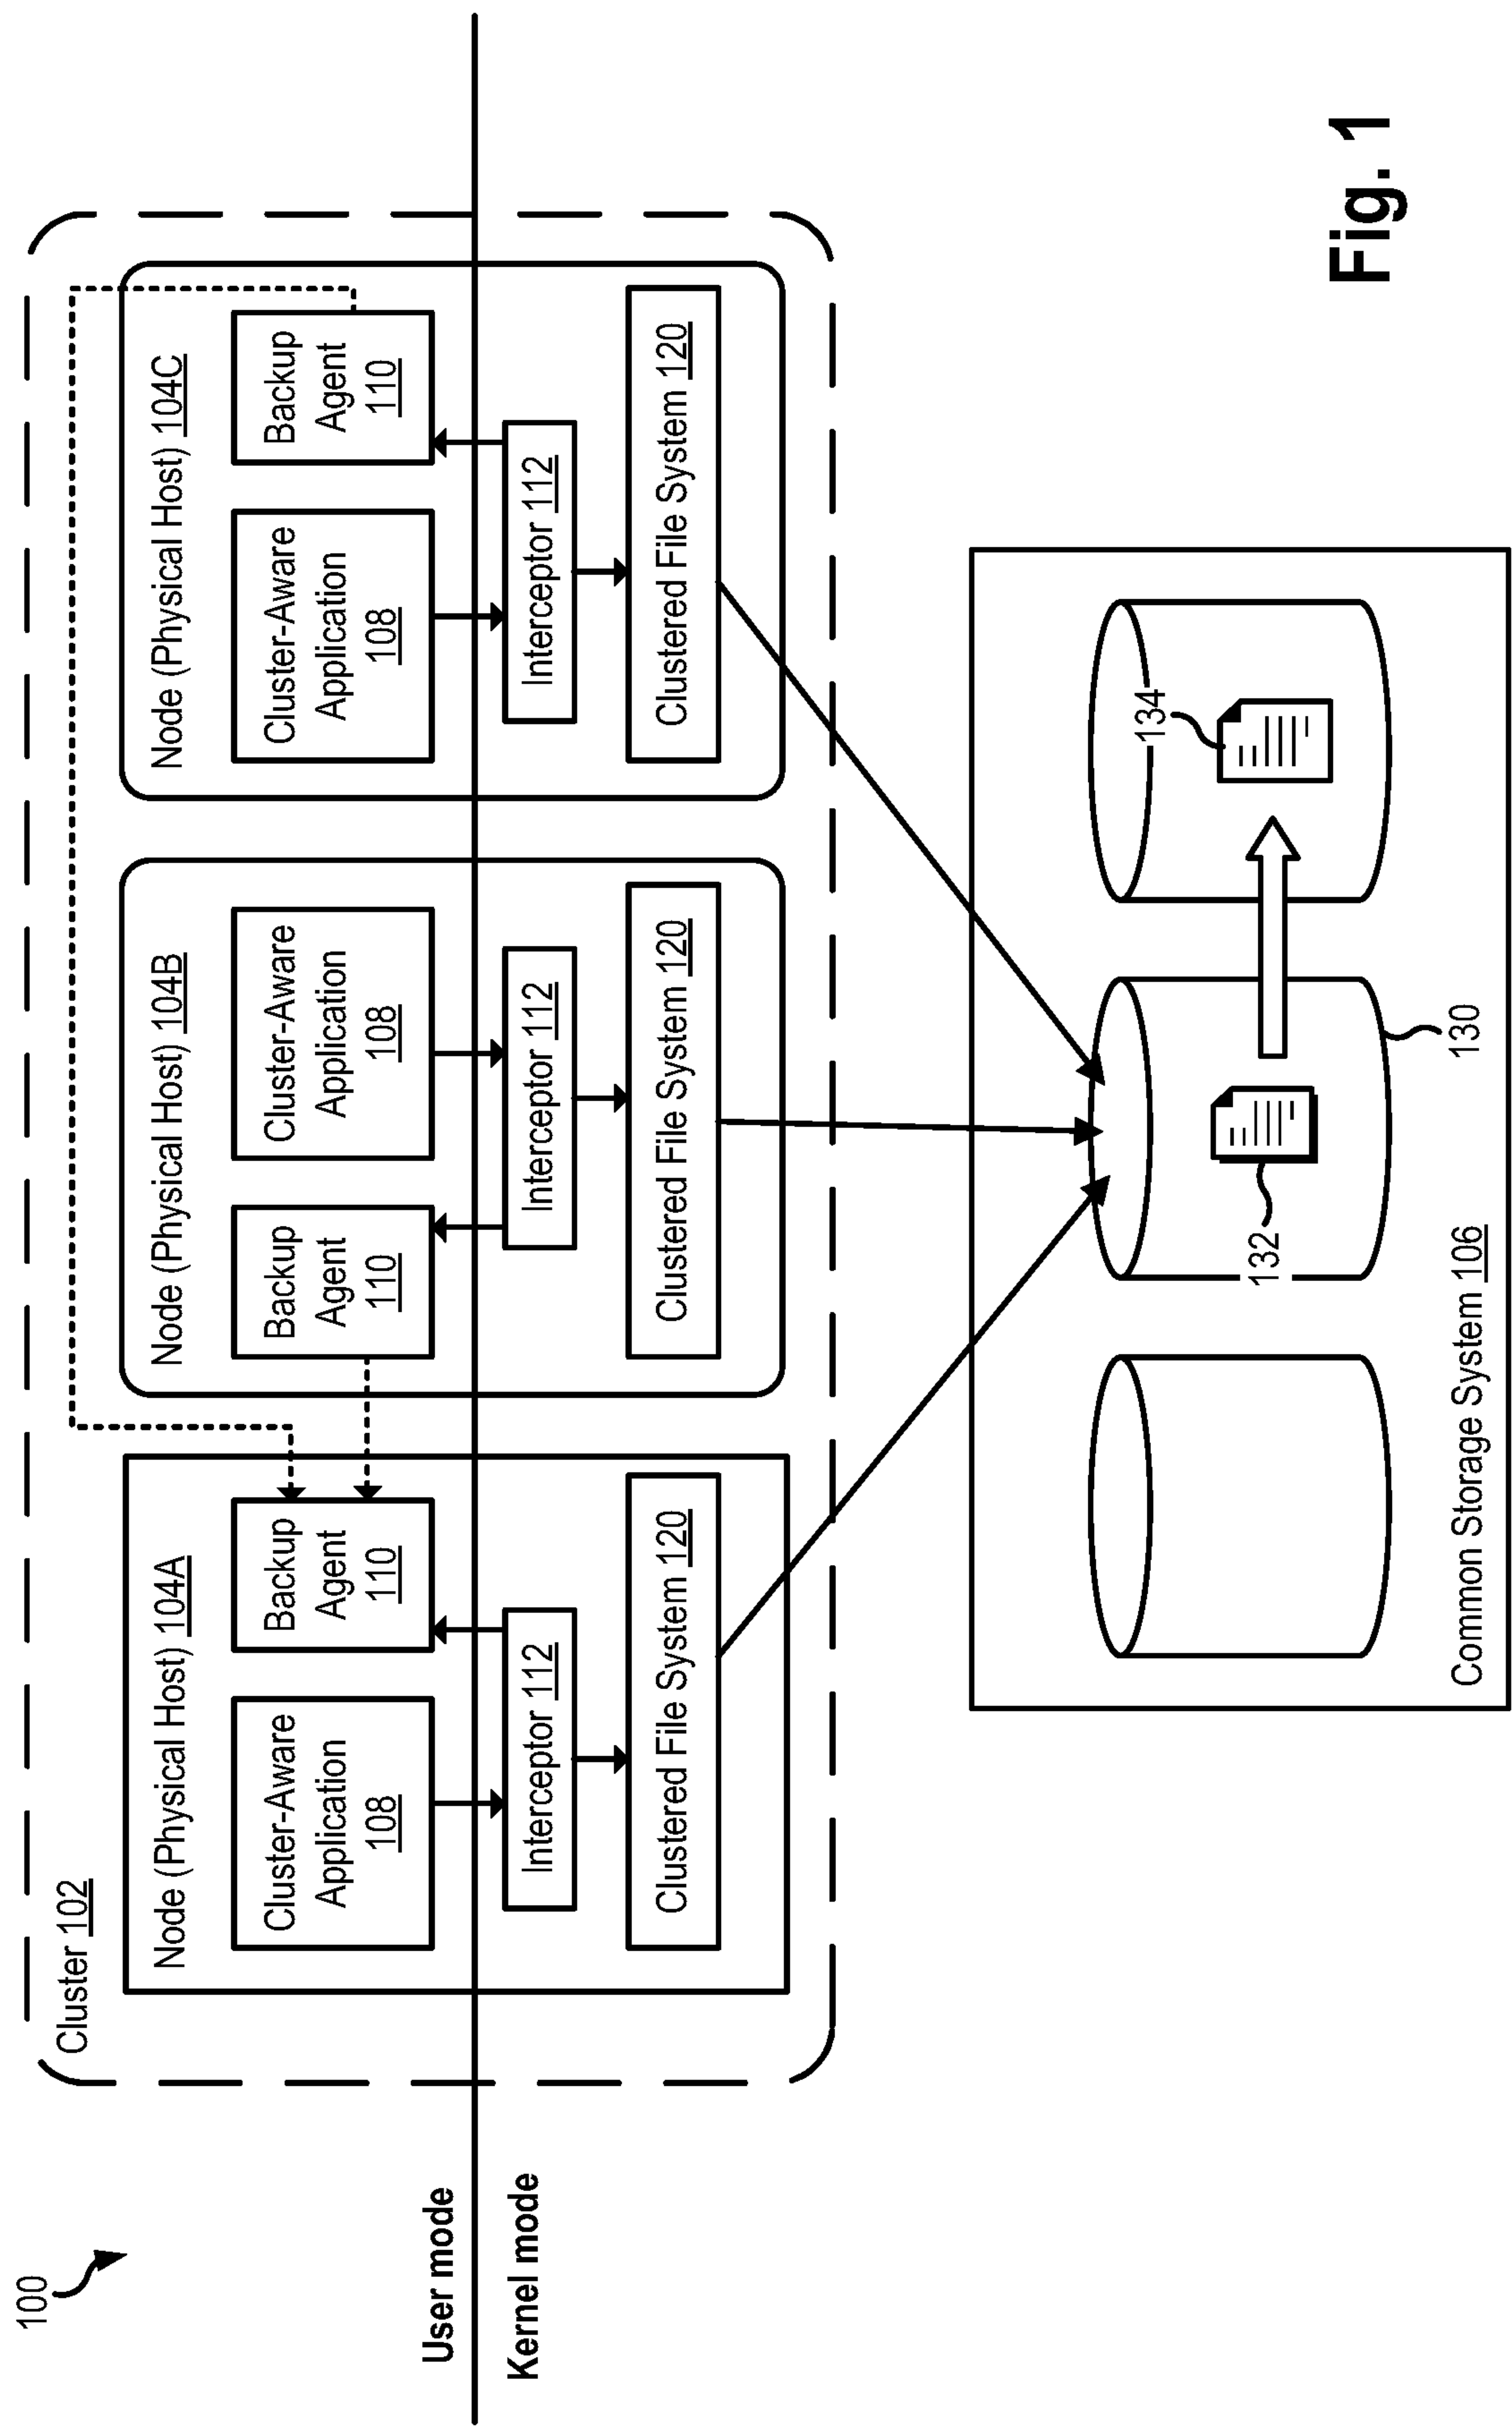 100
Cluster 102
Node (Physical Host) 104A
Cluster-Aware
Application
108
Backup
Agent
110
Interceptor 112
Clustered File System 120
Node (Physical Host) 104B
Backup
Agent
110
Cluster-Aware
Application
108
Interceptor 112
Clustered File System 120
Node (Physical Host) 104C
Cluster-Aware
Application
108
Backup
Agent
110
Interceptor 112
Clustered File System 120
User mode
Kernel mode
132
134
130
Common Storage System 106
Fig. 1